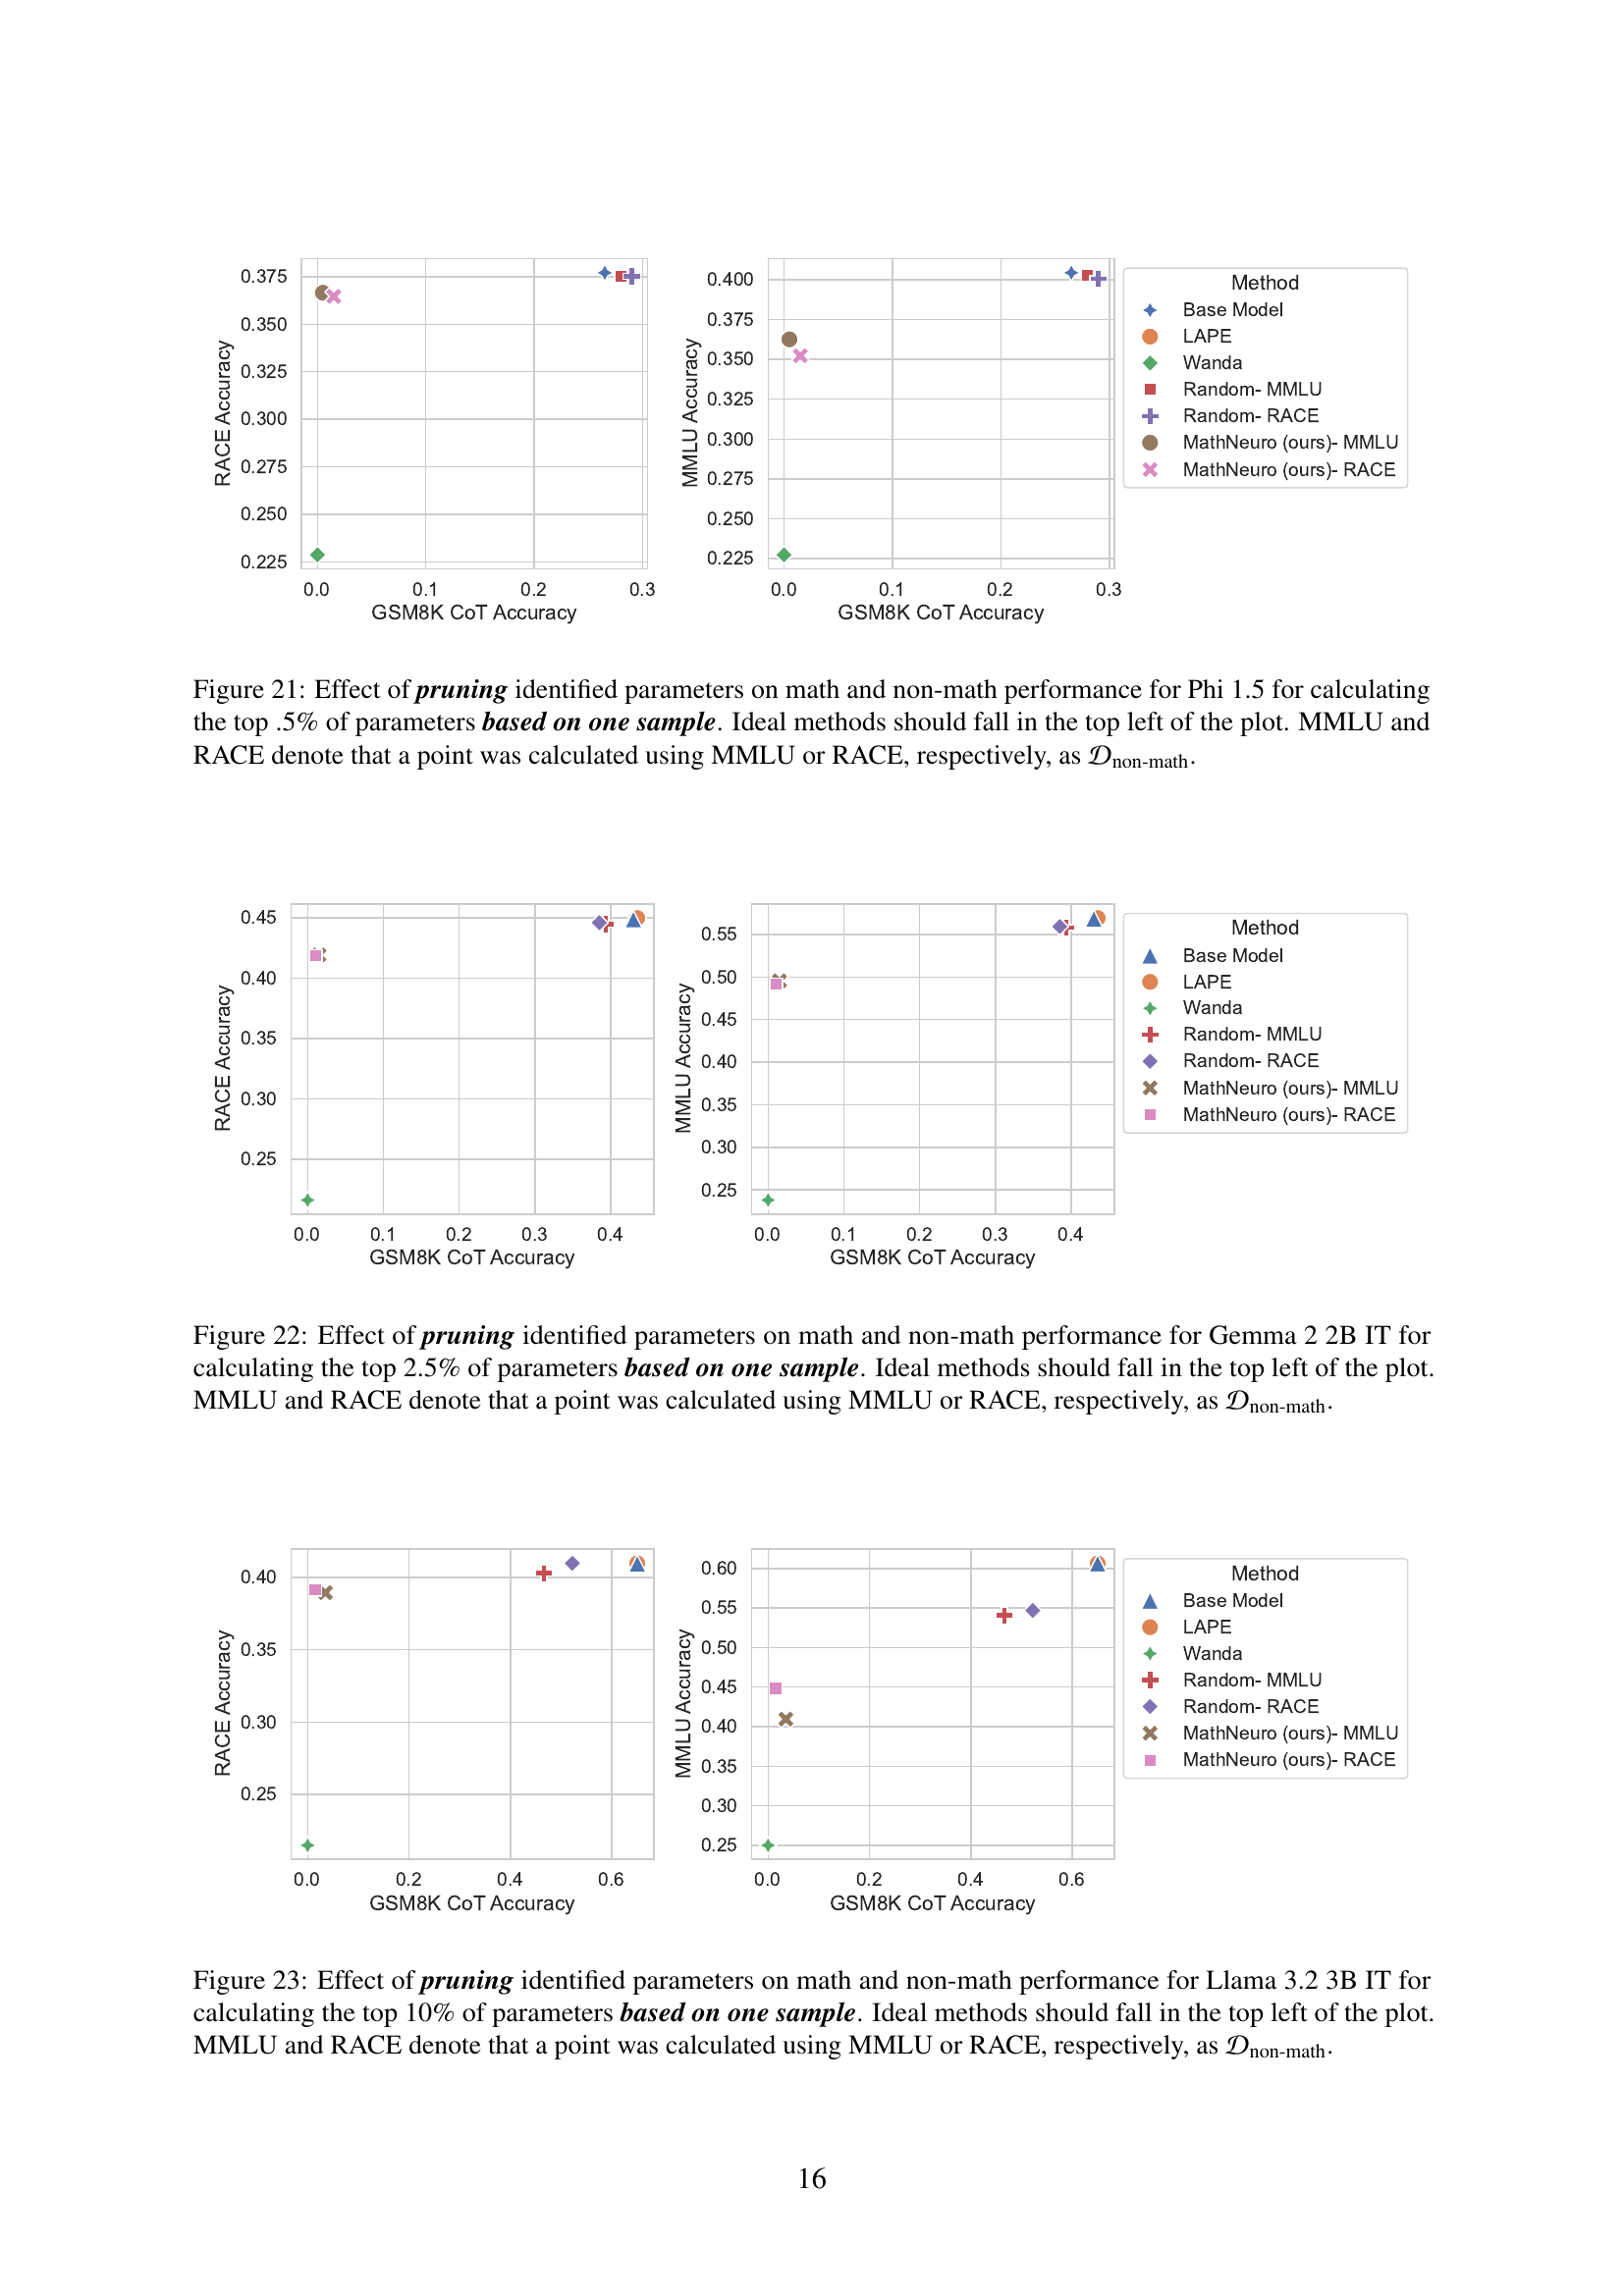 0.375
0.350
0.325
0.300
0.275
0.250
0.225
RACE Accuracy
0.0 0.1 0.2 0.3
GSM8K CoT Accuracy
0.400
0.375
0.350
0.325
0.300
0.275
0.250
0.225
MMLU Accuracy
0.0 0.1 0.2 0.3
GSM8K CoT Accuracy
Method
Base Model
LAPE
Wanda
Random- MMLU
Random- RACE
MathNeuro (ours)- MMLU
MathNeuro (ours)- RACE
Figure 21: Effect of pruning identified parameters on math and non-math performance for Phi 1.5 for calculating
the top .5% of parameters based on one sample. Ideal methods should fall in the top left of the plot. MMLU and
RACE denote that a point was calculated using MMLU or RACE, respectively, as 𝒟non-math.
0.45
0.40
0.35
0.30
0.25
RACE Accuracy
0.0 0.1 0.2 0.3 0.4
GSM8K CoT Accuracy
0.55
0.50
0.45
0.40
0.35
0.30
0.25
MMLU Accuracy
0.0 0.1 0.2 0.3 0.4
GSM8K CoT Accuracy
Method
Base Model
LAPE
Wanda
Random- MMLU
Random- RACE
MathNeuro (ours)- MMLU
MathNeuro (ours)- RACE
Figure 22: Effect of pruning identified parameters on math and non-math performance for Gemma 2 2B IT for
calculating the top 2.5% of parameters based on one sample. Ideal methods should fall in the top left of the plot.
MMLU and RACE denote that a point was calculated using MMLU or RACE, respectively, as 𝒟non-math.
0.40
0.35
0.30
0.25
RACE Accuracy
0.0 0.2 0.4 0.6
GSM8K CoT Accuracy
0.60
0.55
0.50
0.45
0.40
0.35
0.30
0.25
MMLU Accuracy
0.0 0.2 0.4 0.6
GSM8K CoT Accuracy
Method
Base Model
LAPE
Wanda
Random- MMLU
Random- RACE
MathNeuro (ours)- MMLU
MathNeuro (ours)- RACE
Figure 23: Effect of pruning identified parameters on math and non-math performance for Llama 3.2 3B IT for
calculating the top 10% of parameters based on one sample. Ideal methods should fall in the top left of the plot.
MMLU and RACE denote that a point was calculated using MMLU or RACE, respectively, as 𝒟non-math.
16